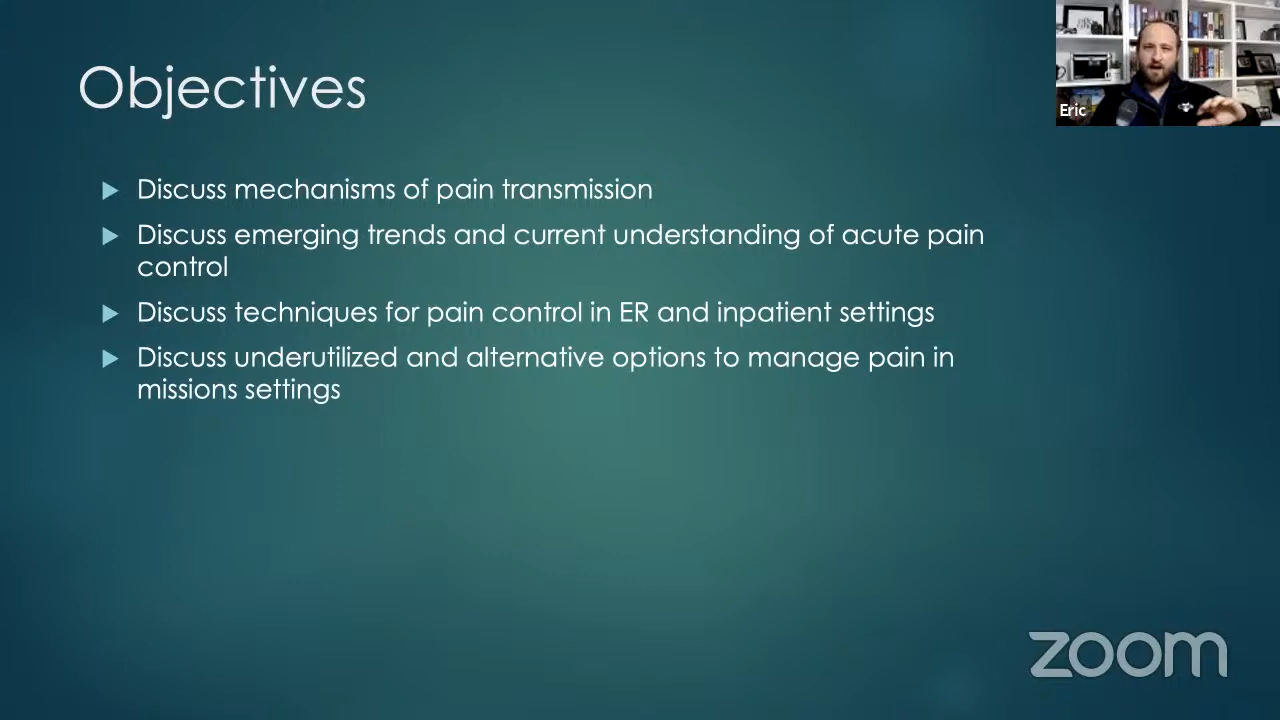 Objectives
Discuss mechanisms of pain transmission
Discuss emerging trends and current understanding of acute pain
control
Discuss techniques for pain control in ER and inpatient settings
Discuss underutilized and alternative options to manage pain in
missions settings
Eric
zoom